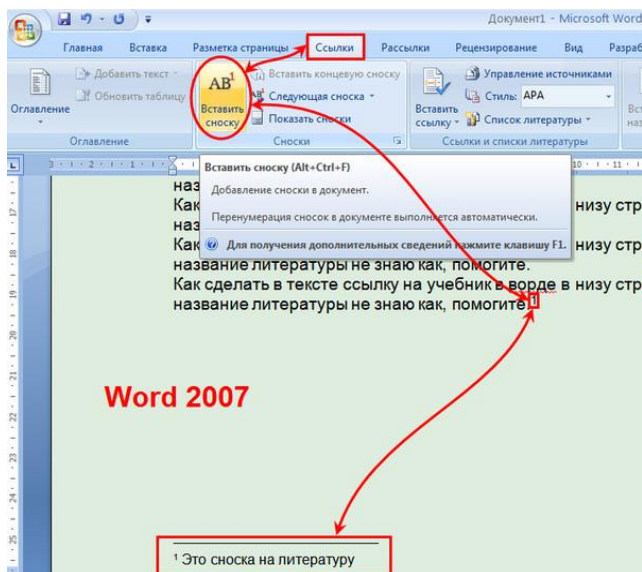 Документ1 - Microsoft Word
Главная Вставка Разметка страницы Ссылки Рассылки Рецензирование Вид
Добавить текст
Обновить таблицу
Оглавление
Оглавление
AB¹
Вставить сноску
Вставить концевую сноску
Следующая сноска
Показать сноски
Сноски
Вставить ссылку
Управление источниками
Стиль: APA
Список литературы
Ссылки и списки литературы
Вставить сноску (Alt+Ctrl+F)
Добавление сноски в документ.
Перенумерация сносок в документе выполняется автоматически.
Для получения дополнительных сведений нажмите клавишу F1.
Как низу
Как низу
название литературы не знаю как, помогите.
Как сделать в тексте ссылку на учебник в ворде в низу
название литературы не знаю как, помогите.¹
Word 2007
¹ Это сноска на литературу